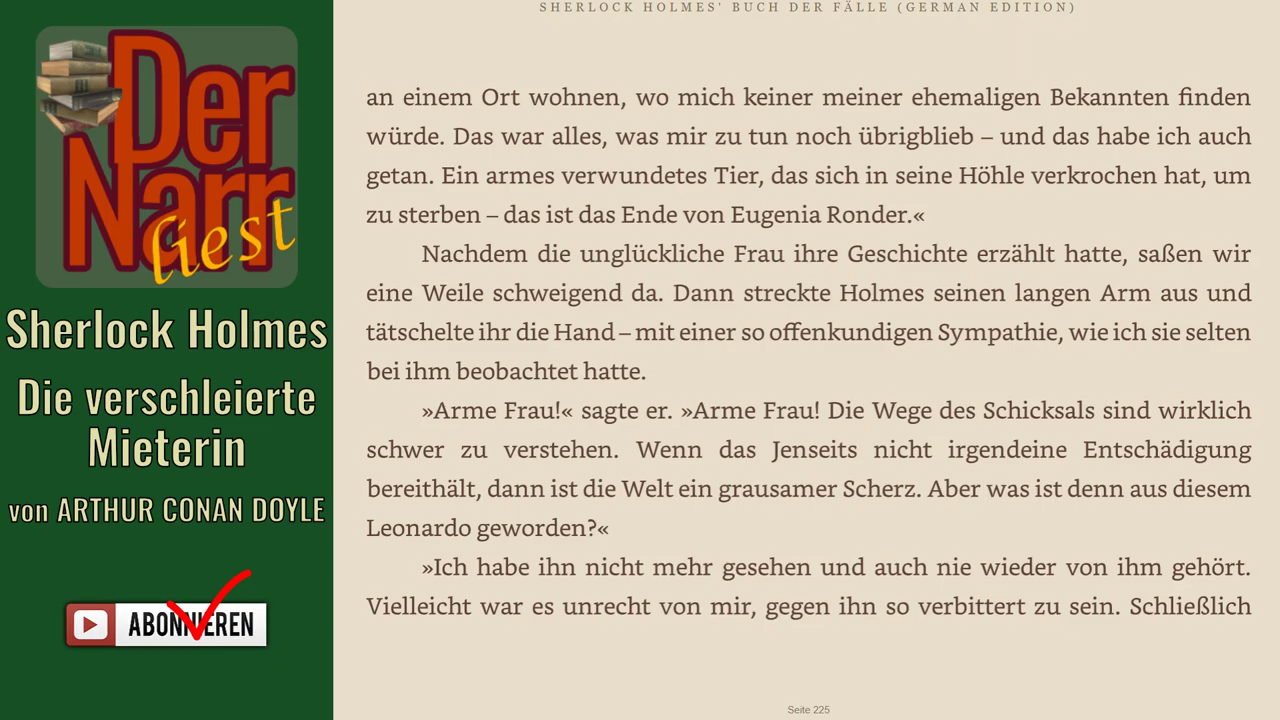 Der
Narr
liest
Sherlock Holmes
Die verschleierte
Mieterin
von ARTHUR CONAN DOYLE
ABONNIEREN
SHERLOCK HOLMES' BUCH DER FÄLLE (GERMAN EDITION)
an einem Ort wohnen, wo mich keiner meiner ehemaligen Bekannten finden
würde. Das war alles, was mir zu tun noch übrigblieb – und das habe ich auch
getan. Ein armes verwundetes Tier, das sich in seine Höhle verkrochen hat, um
zu sterben – das ist das Ende von Eugenia Ronder.«
Nachdem die unglückliche Frau ihre Geschichte erzählt hatte, saßen wir
eine Weile schweigend da. Dann streckte Holmes seinen langen Arm aus und
tätschelte ihr die Hand – mit einer so offenkundigen Sympathie, wie ich sie selten
bei ihm beobachtet hatte.
»Arme Frau!« sagte er. »Arme Frau! Die Wege des Schicksals sind wirklich
schwer zu verstehen. Wenn das Jenseits nicht irgendeine Entschädigung
bereithält, dann ist die Welt ein grausamer Scherz. Aber was ist denn aus diesem
Leonardo geworden?«
»Ich habe ihn nicht mehr gesehen und auch nie wieder von ihm gehört.
Vielleicht war es unrecht von mir, gegen ihn so verbittert zu sein. Schließlich
Seite 225